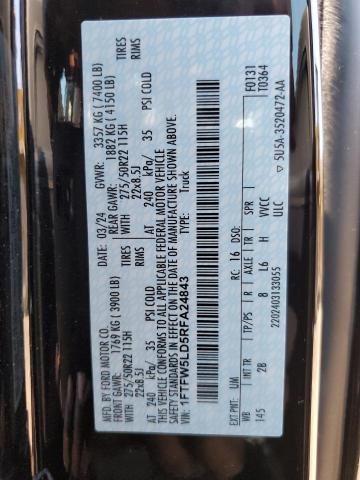 MFD. BY FORD MOTOR CO.
DATE: 03/24 GVWR: 3357 KG ( 7400 LB)
FRONT GAWR: 1769 KG ( 3900 LB) REAR GAWR: 1882 KG ( 4150 LB)
WITH 275/50R22 115H TIRES WITH 275/50R22 115H TIRES
22x8.5J RIMS 22x8.5J RIMS
AT 240 kPa/ 35 PSI COLD AT 240 kPa/ 35 PSI COLD
THIS VEHICLE CONFORMS TO ALL APPLICABLE FEDERAL MOTOR VEHICLE
SAFETY STANDARDS IN EFFECT ON THE DATE OF MANUFACTURE SHOWN ABOVE.
VIN: 1FTFW5LD5RFA24843 TYPE: Truck
EXT PNT: UM RC: 16 DSO: F0131
T0364
WB INT TR TP/PS R AXLE TR SPR
145 2B 8 L6 H VVCC
ULC
2202403133055
5U5A-3520472-AA